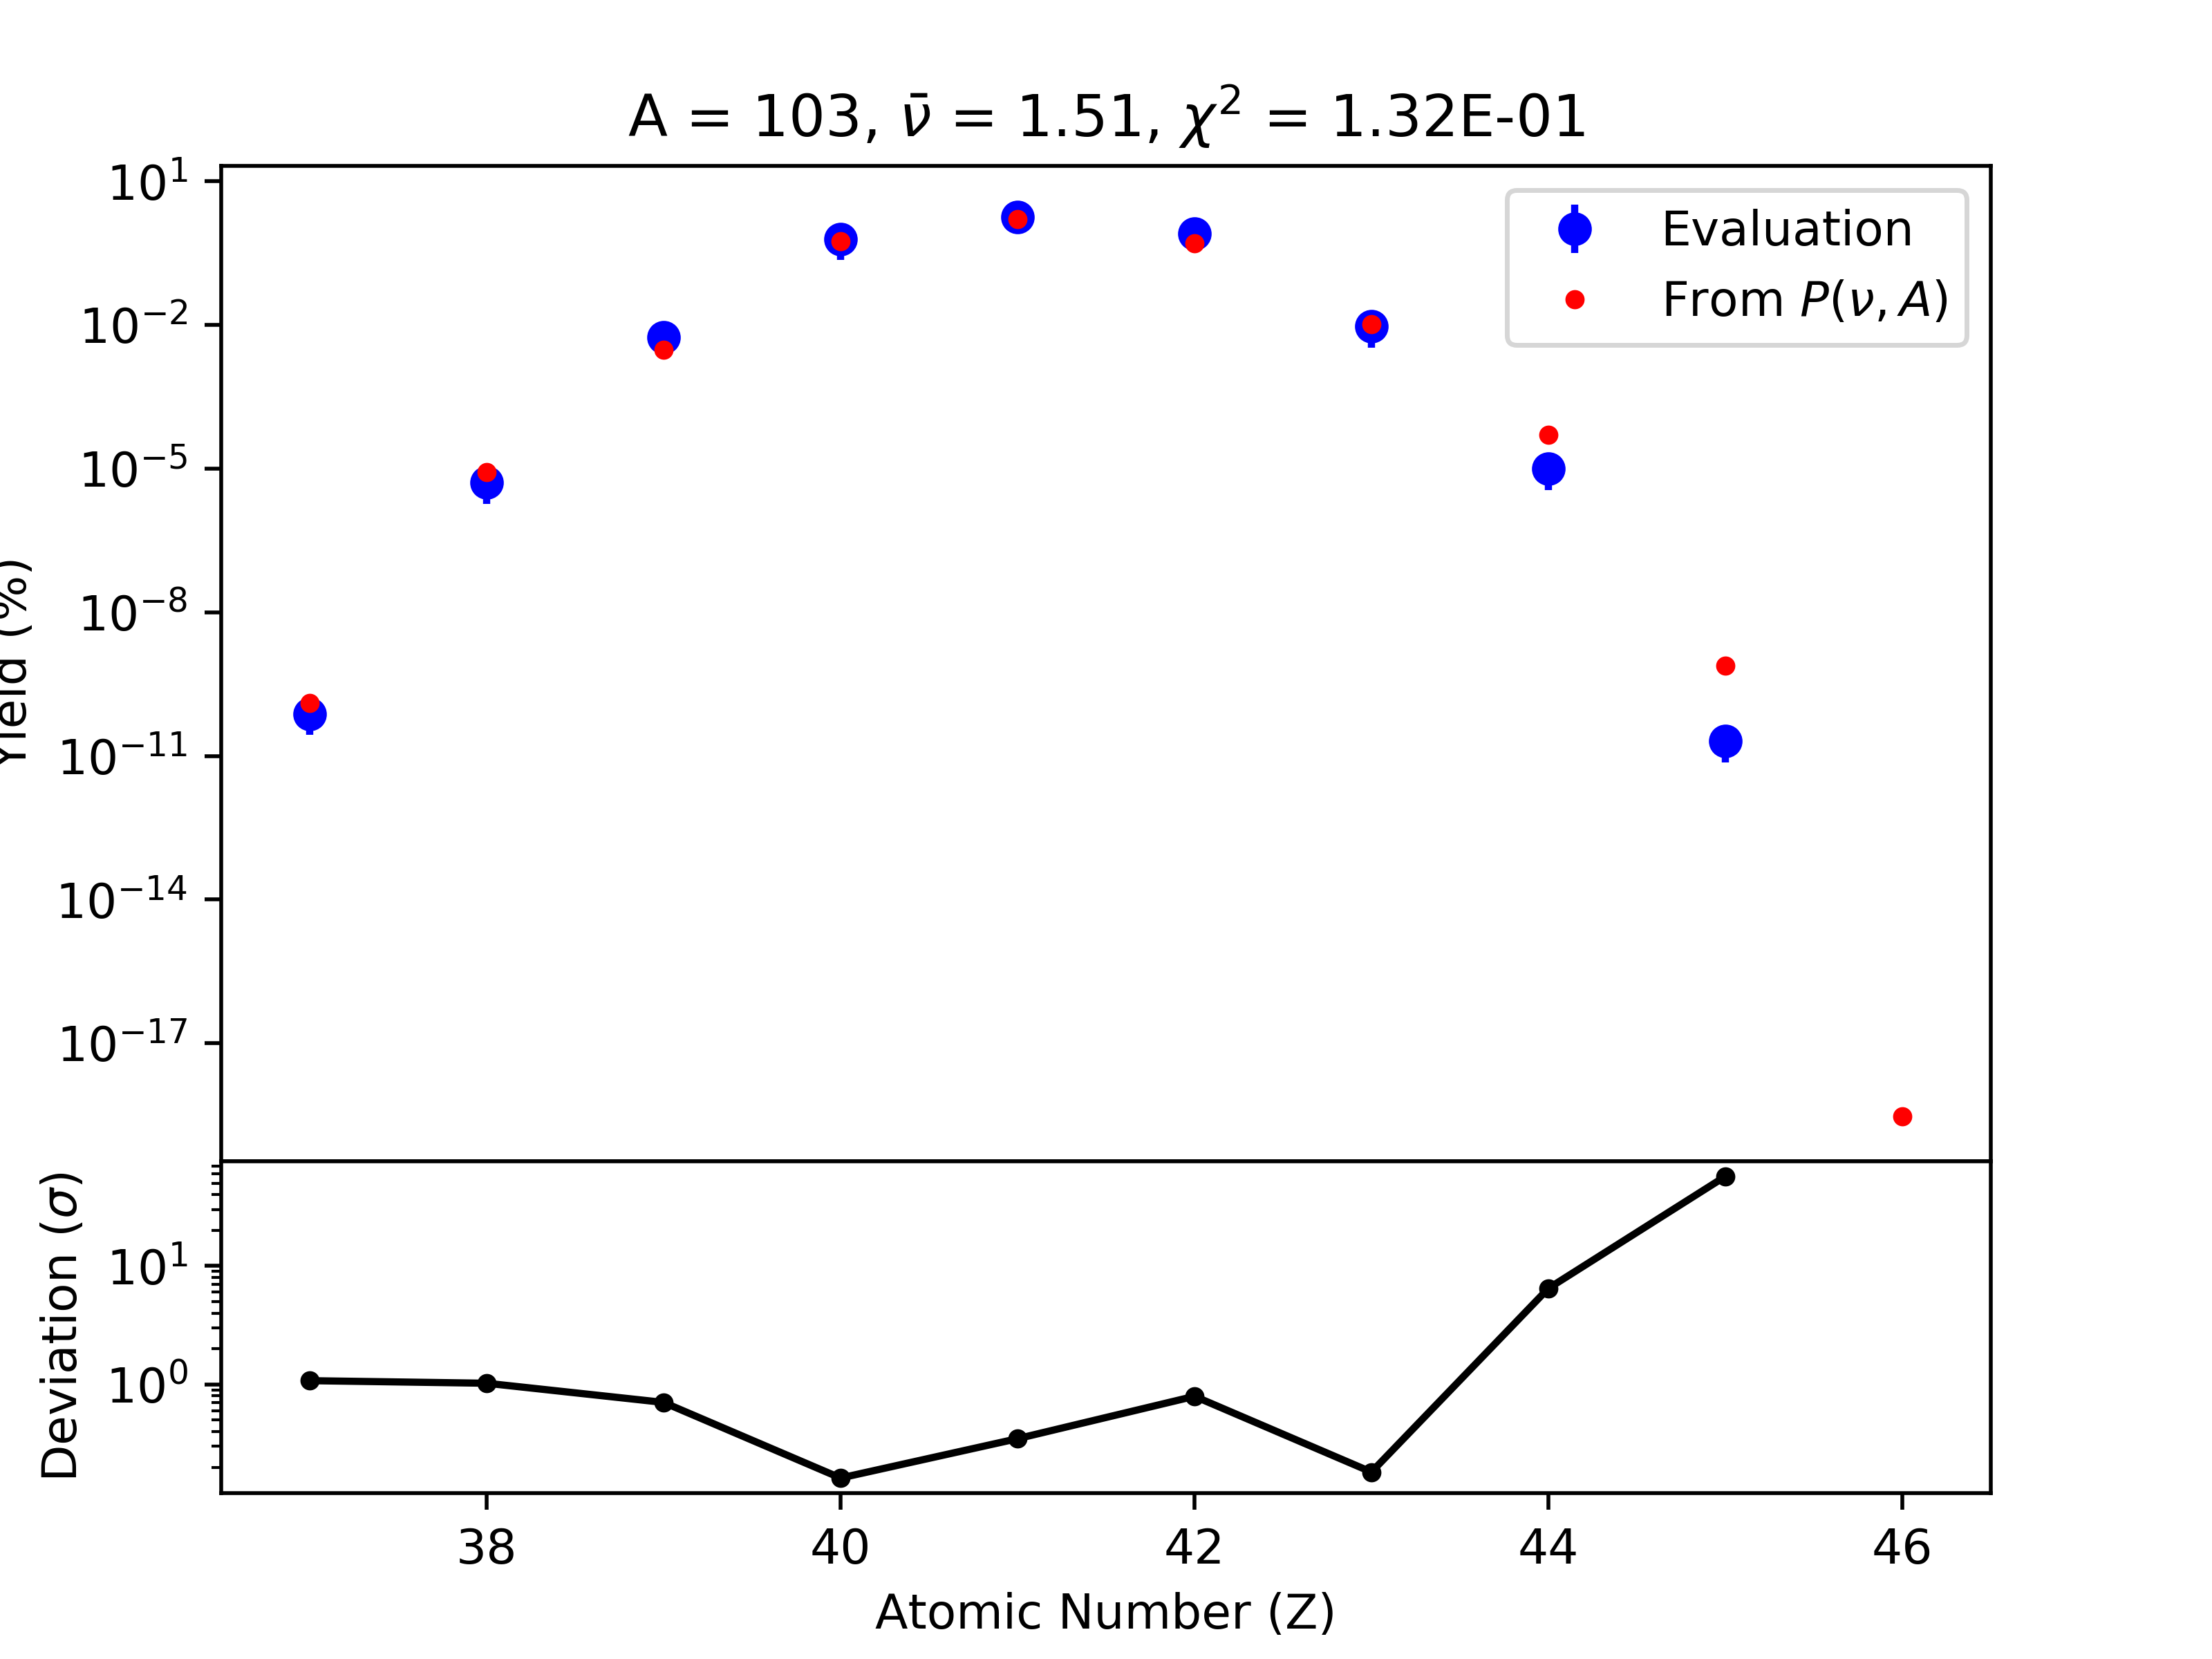 A = 103, ν̄ = 1.51, χ² = 1.32E-01
10¹
10⁻²
10⁻⁵
10⁻⁸
10⁻¹¹
10⁻¹⁴
10⁻¹⁷
Yield (%)
Evaluation
From P(ν, A)
Deviation (σ)
10¹
10⁰
38 40 42 44 46
Atomic Number (Z)